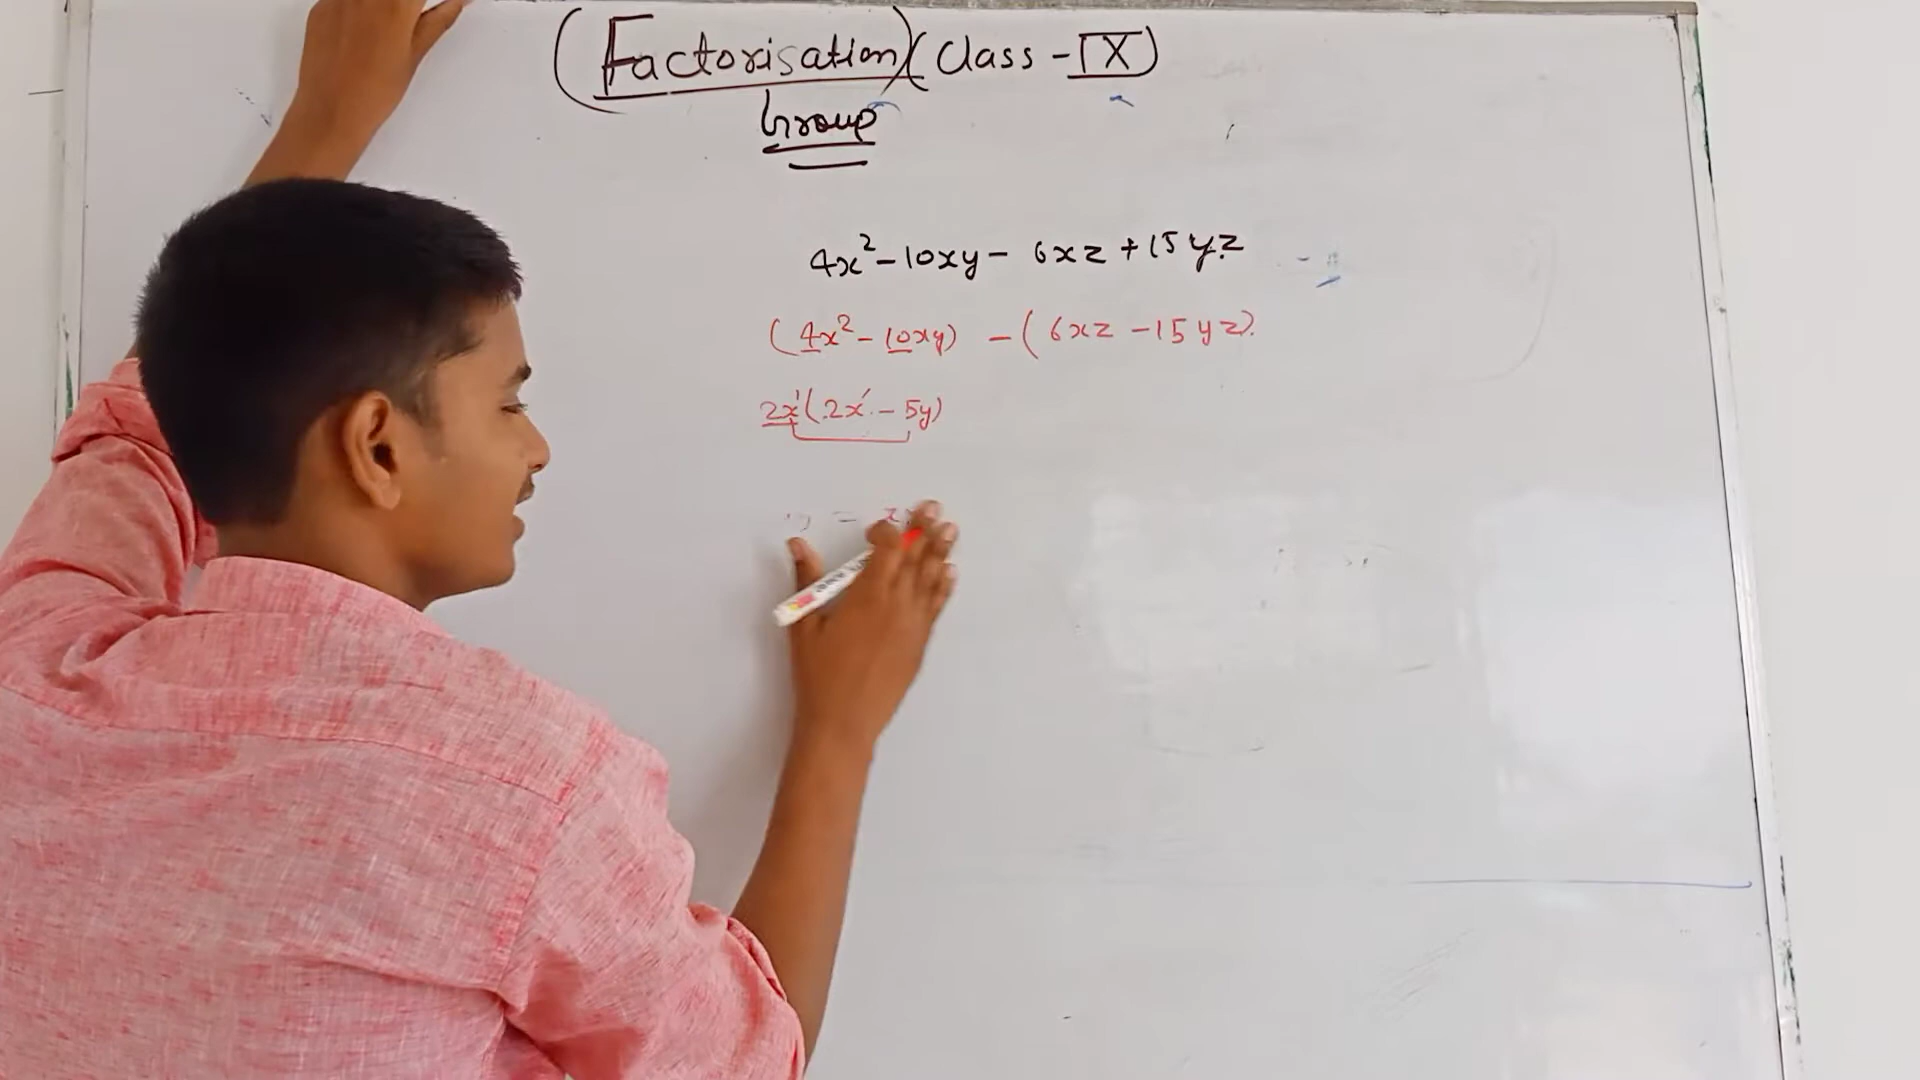 (Factorisation) (Class - IX)
Group
4x² - 10xy - 6xz + 15yz
(4x² - 10xy) - (6xz - 15yz).
2x(2x - 5y)